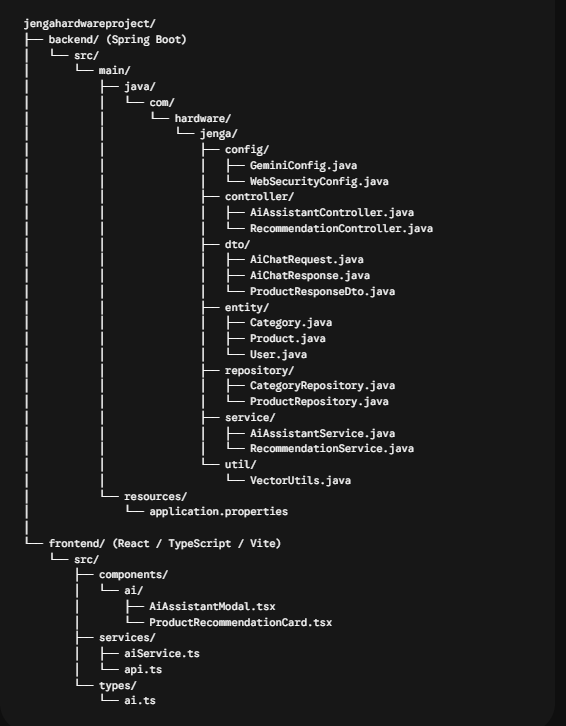 jengahardwareproject/
├── backend/ (Spring Boot)
│   └── src/
│       └── main/
│           ├── java/
│           │   └── com/
│           │       └── hardware/
│           │           └── jenga/
│           │               ├── config/
│           │               │   ├── GeminiConfig.java
│           │               │   └── WebSecurityConfig.java
│           │               ├── controller/
│           │               │   ├── AiAssistantController.java
│           │               │   └── RecommendationController.java
│           │               ├── dto/
│           │               │   ├── AiChatRequest.java
│           │               │   ├── AiChatResponse.java
│           │               │   └── ProductResponseDto.java
│           │               ├── entity/
│           │               │   ├── Category.java
│           │               │   ├── Product.java
│           │               │   └── User.java
│           │               ├── repository/
│           │               │   ├── CategoryRepository.java
│           │               │   └── ProductRepository.java
│           │               ├── service/
│           │               │   ├── AiAssistantService.java
│           │               │   └── RecommendationService.java
│           │               └── util/
│           │                   └── VectorUtils.java
│           └── resources/
│               └── application.properties
│
└── frontend/ (React / TypeScript / Vite)
    └── src/
        ├── components/
        │   └── ai/
        │       ├── AiAssistantModal.tsx
        │       └── ProductRecommendationCard.tsx
        ├── services/
        │   ├── aiService.ts
        │   └── api.ts
        └── types/
            └── ai.ts